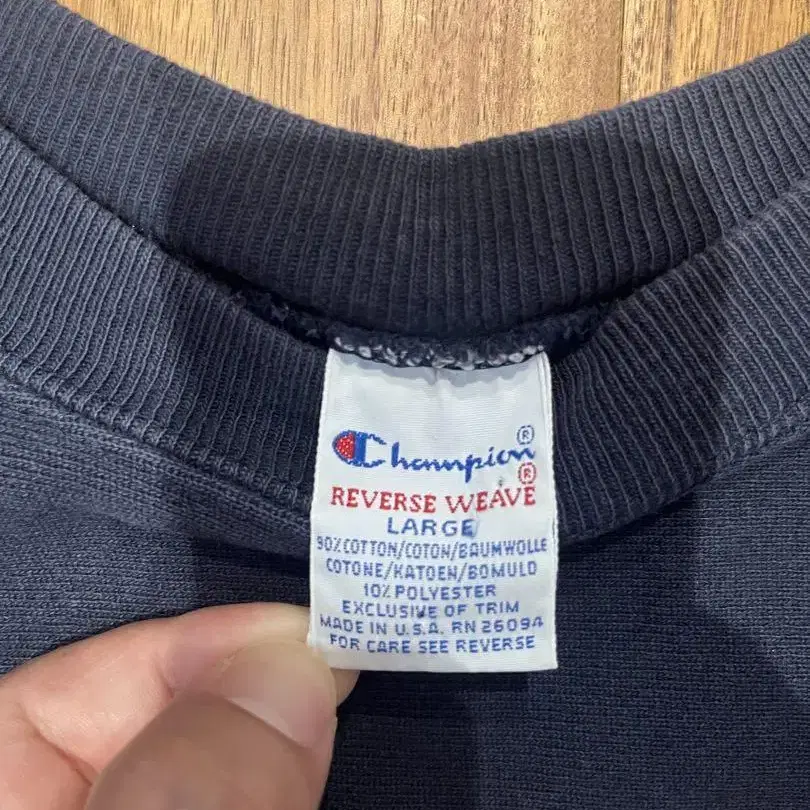 Champion®
REVERSE WEAVE®
LARGE
90% COTTON/COTON/BAUMWOLLE
COTONE/KATOEN/BOMULD
10% POLYESTER
EXCLUSIVE OF TRIM
MADE IN U.S.A. RN 26094
FOR CARE SEE REVERSE